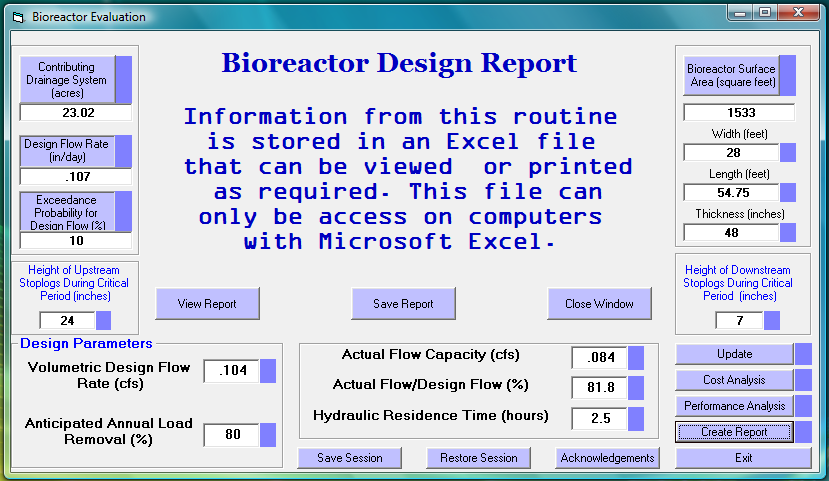 Bioreactor Evaluation
Contributing
Drainage System
(acres)
23.02
Design Flow Rate
(in/day)
.107
Exceedance
Probability for
Design Flow (%)
10
Height of Upstream
Stoplogs During Critical
Period (inches)
24
Bioreactor Design Report
Information from this routine
is stored in an Excel file
that can be viewed or printed
as required. This file can
only be access on computers
with Microsoft Excel.
View Report
Save Report
Close Window
Bioreactor Surface
Area (square feet)
1533
Width (feet)
28
Length (feet)
54.75
Thickness (inches)
48
Height of Downstream
Stoplogs During Critical
Period (inches)
7
Design Parameters
Volumetric Design Flow
Rate (cfs)
.104
Anticipated Annual Load
Removal (%)
80
Actual Flow Capacity (cfs)
.084
Actual Flow/Design Flow (%)
81.8
Hydraulic Residence Time (hours)
2.5
Update
Cost Analysis
Performance Analysis
Create Report
Save Session
Restore Session
Acknowledgements
Exit